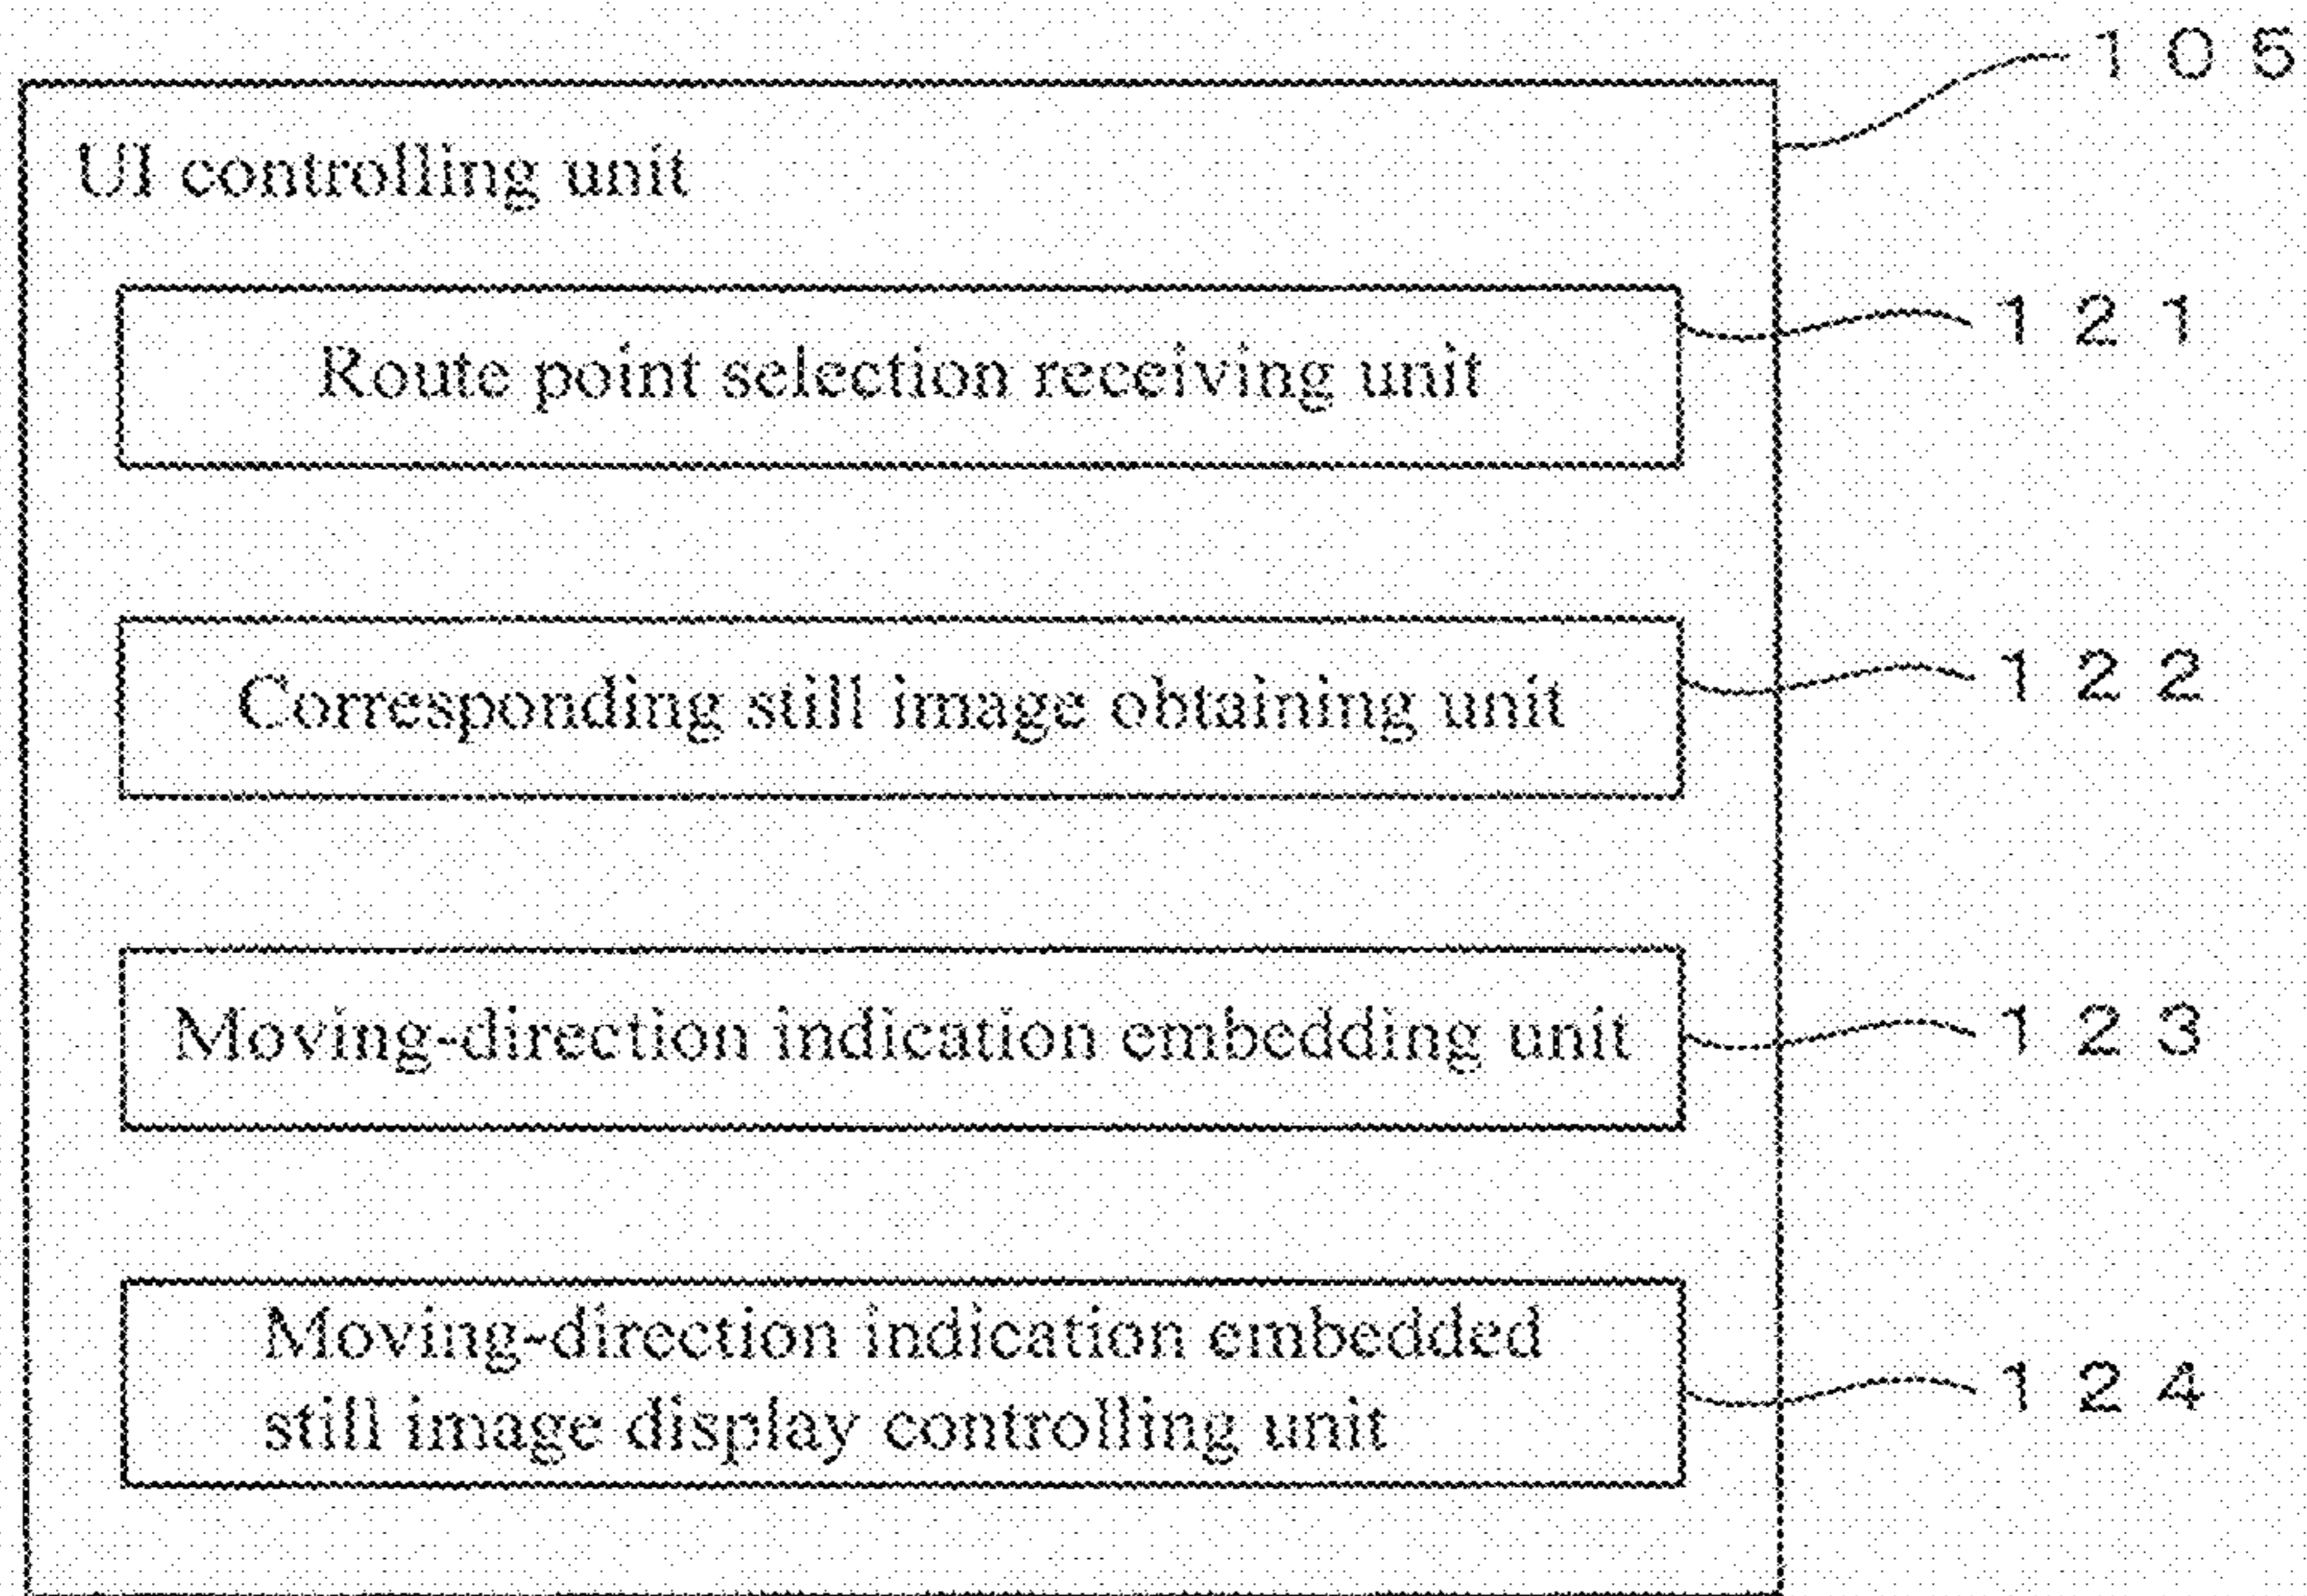 105
UI controlling unit
Route point selection receiving unit
121
Corresponding still image obtaining unit
122
Moving-direction indication embedding unit
123
Moving-direction indication embedded
still image display controlling unit
124